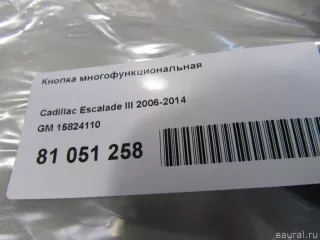 Кнопка многофункциональная
Cadillac Escalade III 2006-2014
GM 15824110
81 051 258
eaural.ru